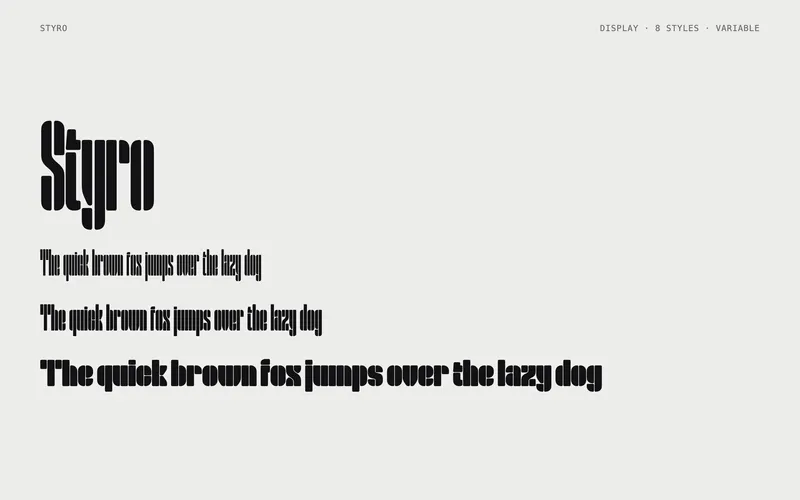 STYRO
DISPLAY · 8 STYLES · VARIABLE
Styro
The quick brown fox jumps over the lazy dog
The quick brown fox jumps over the lazy dog
The quick brown fox jumps over the lazy dog